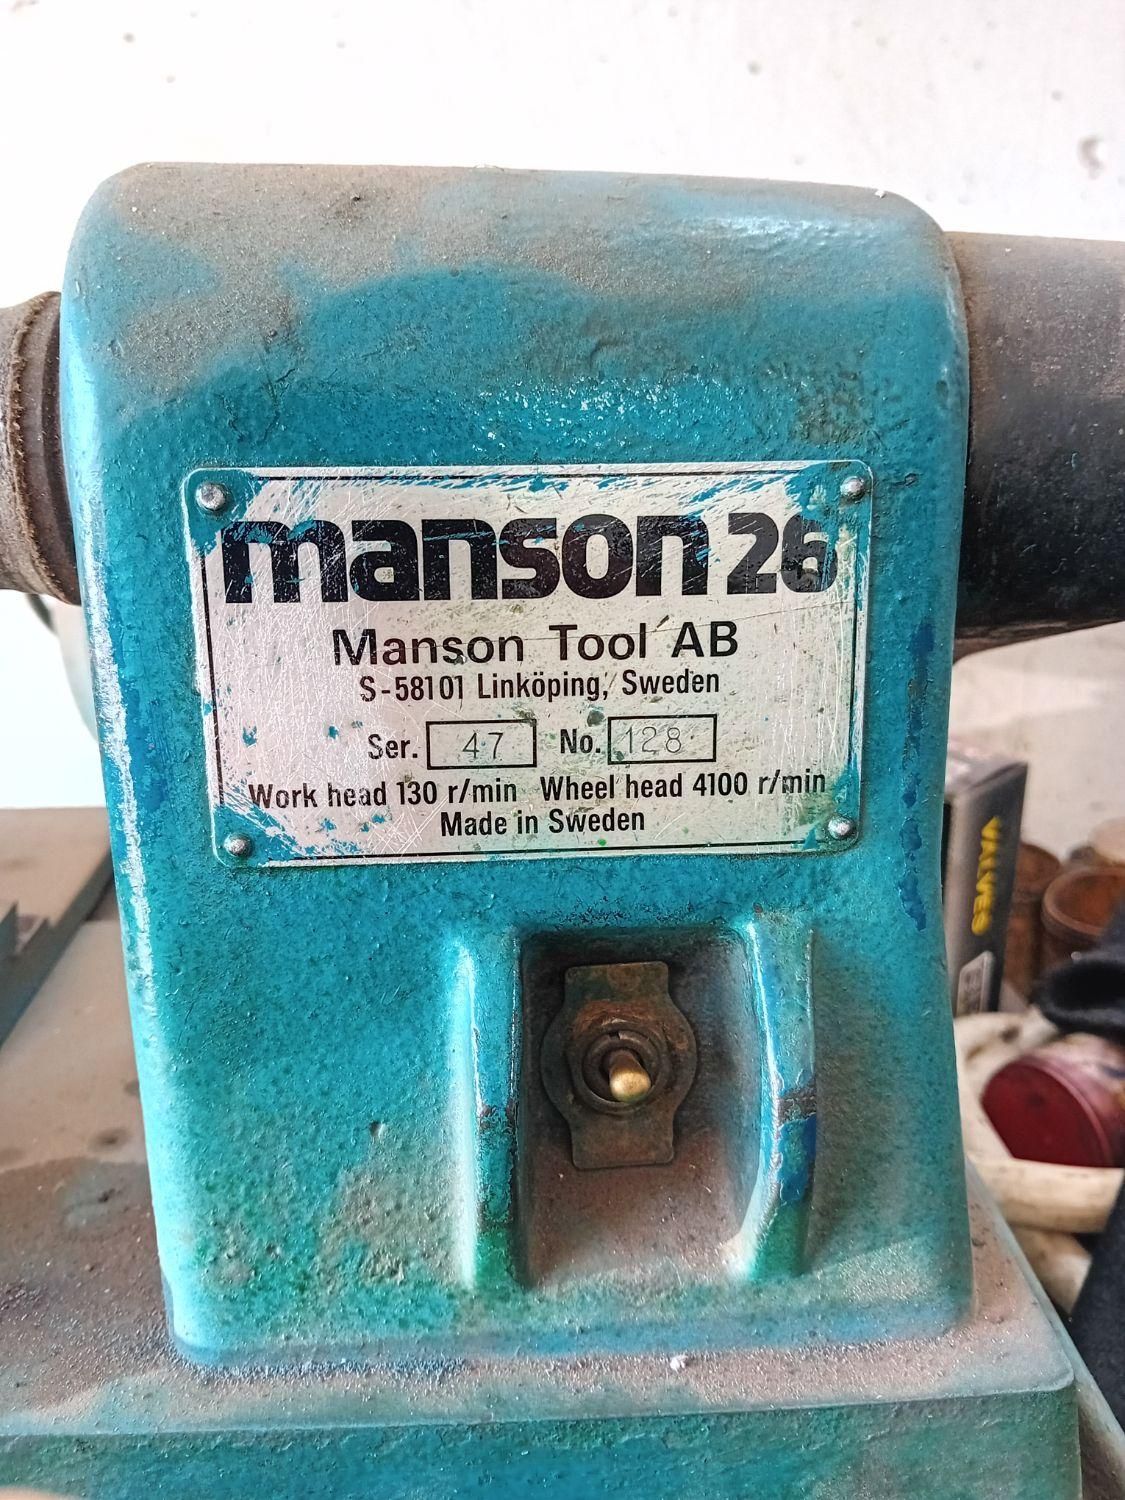 manson 26
Manson Tool AB
S-58101 Linköping, Sweden
Ser. 47 No. 128
Work head 130 r/min Wheel head 4100 r/min
Made in Sweden
VALVES